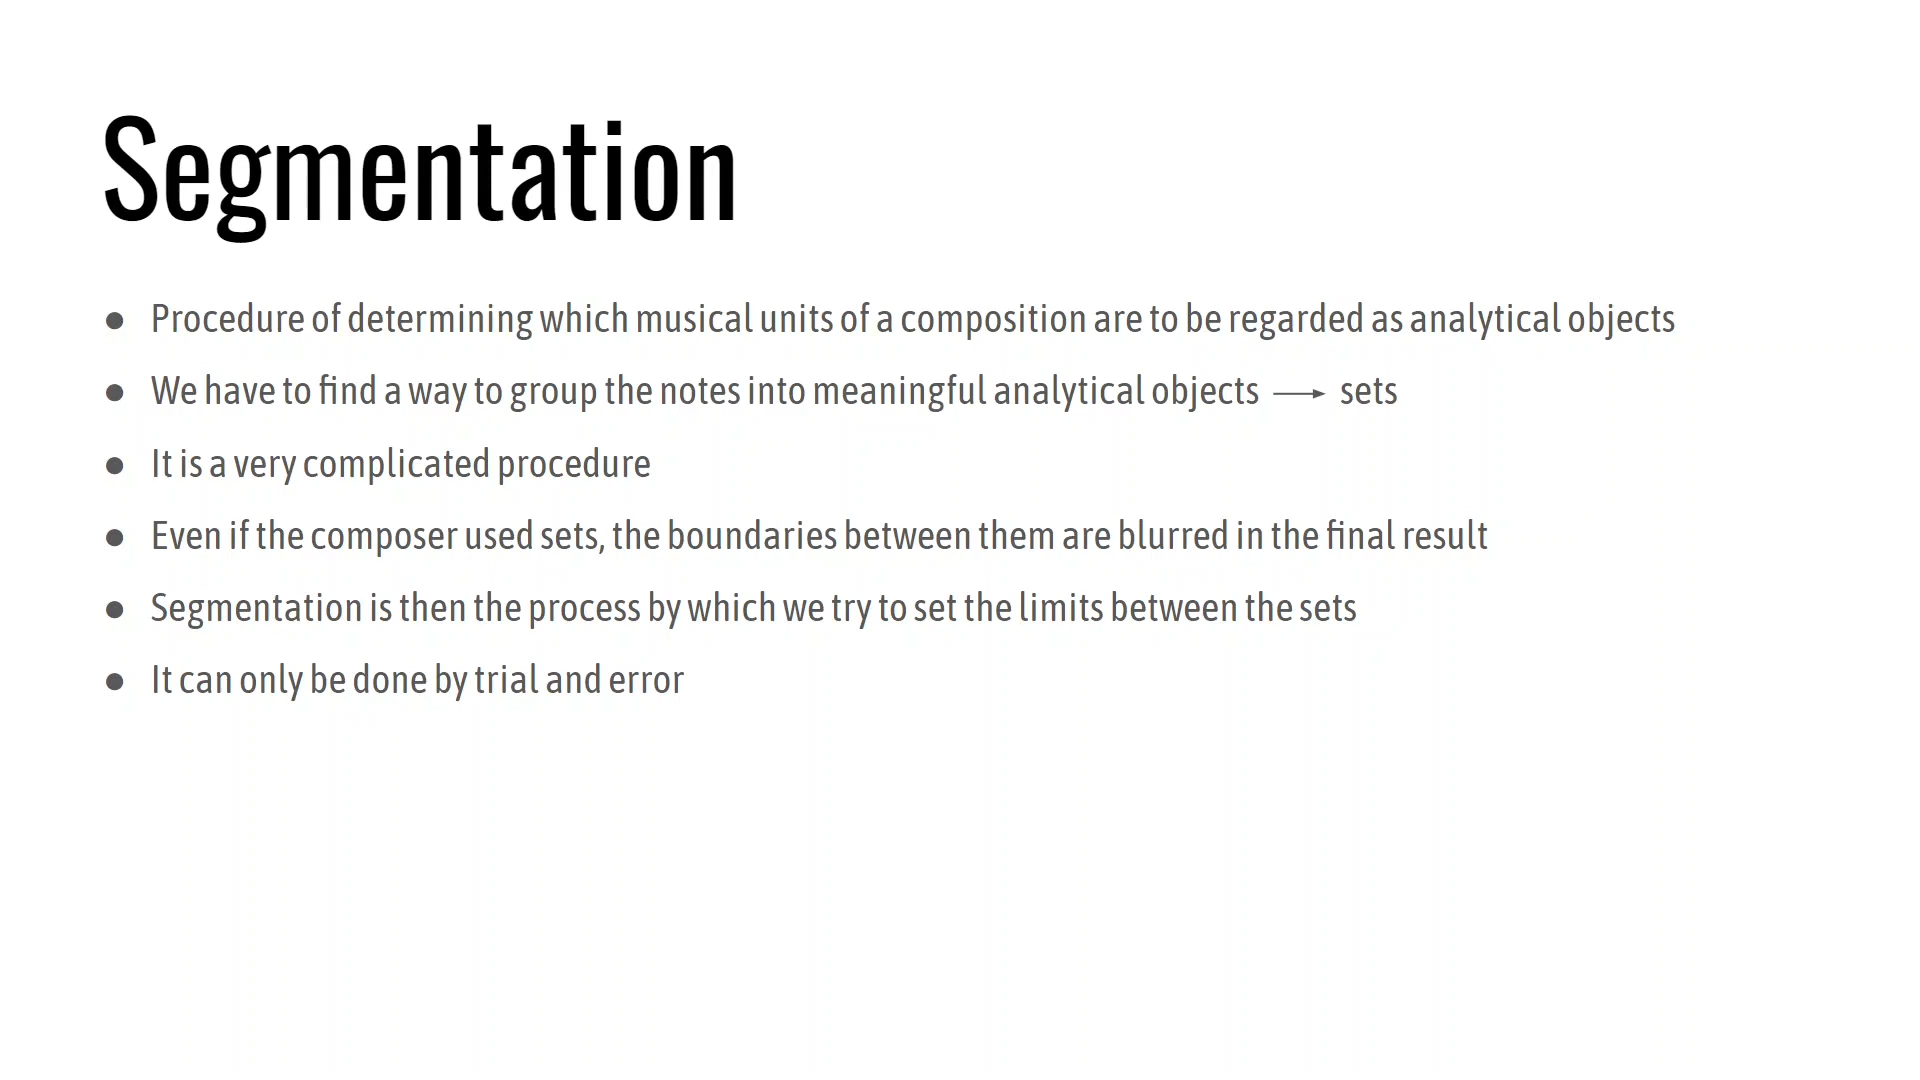 Segmentation
● Procedure of determining which musical units of a composition are to be regarded as analytical objects
● We have to find a way to group the notes into meaningful analytical objects ⟶ sets
● It is a very complicated procedure
● Even if the composer used sets, the boundaries between them are blurred in the final result
● Segmentation is then the process by which we try to set the limits between the sets
● It can only be done by trial and error